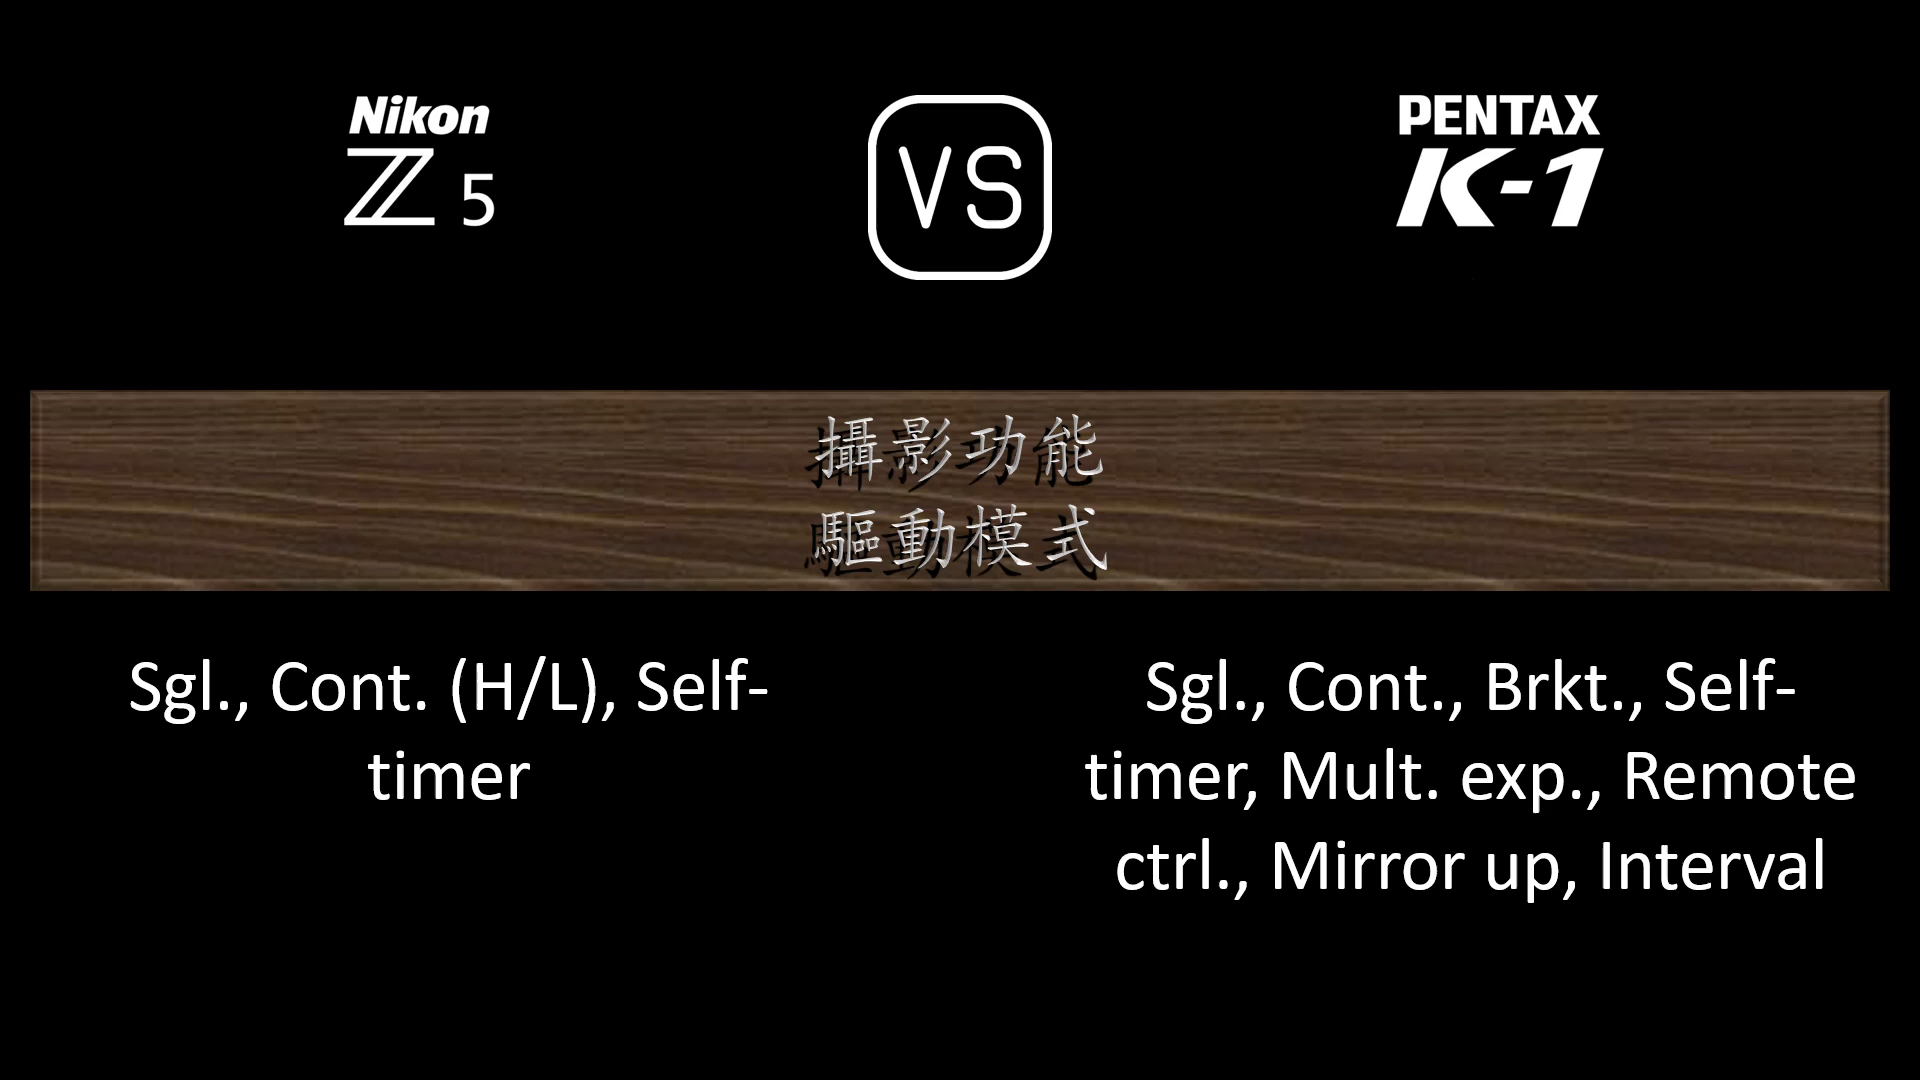 Nikon
Z 5
VS
PENTAX
K-1
攝影功能
驅動模式
Sgl., Cont. (H/L), Self-
timer
Sgl., Cont., Brkt., Self-
timer, Mult. exp., Remote
ctrl., Mirror up, Interval